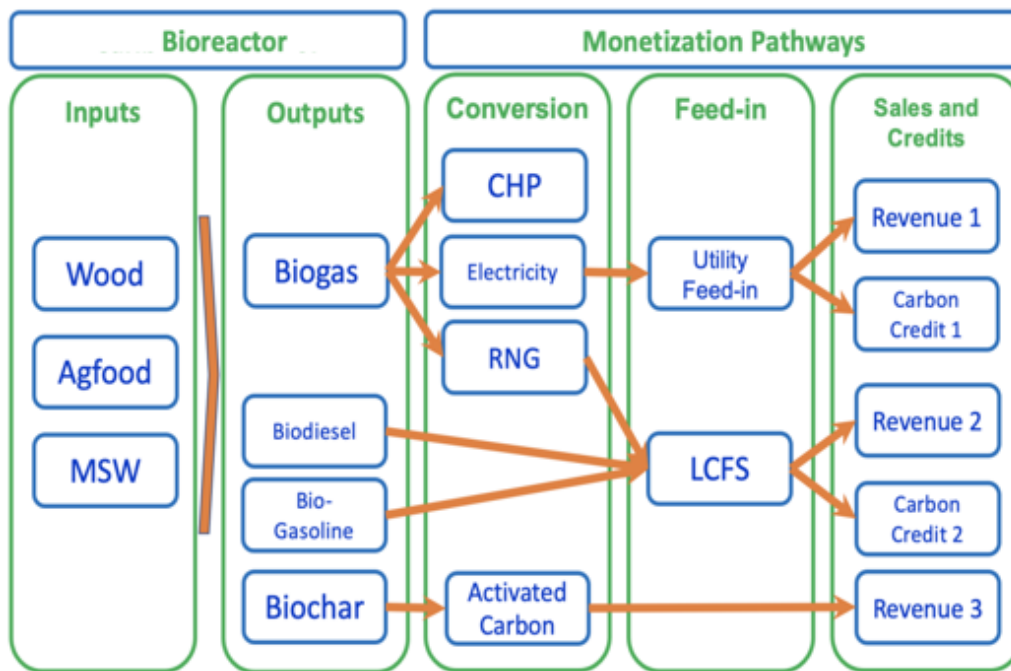 Bioreactor
Monetization Pathways
Inputs
Wood
Agfood
MSW
Outputs
Biogas
Biodiesel
Bio-
Gasoline
Biochar
Conversion
CHP
Electricity
RNG
Activated
Carbon
Feed-in
Utility
Feed-in
LCFS
Sales and
Credits
Revenue 1
Carbon
Credit 1
Revenue 2
Carbon
Credit 2
Revenue 3